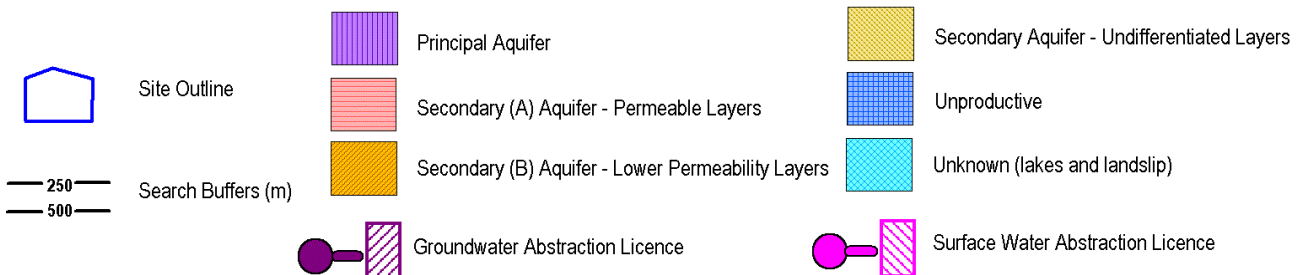 Site Outline
250
500
Search Buffers (m)
Principal Aquifer
Secondary (A) Aquifer - Permeable Layers
Secondary (B) Aquifer - Lower Permeability Layers
Groundwater Abstraction Licence
Secondary Aquifer - Undifferentiated Layers
Unproductive
Unknown (lakes and landslip)
Surface Water Abstraction Licence